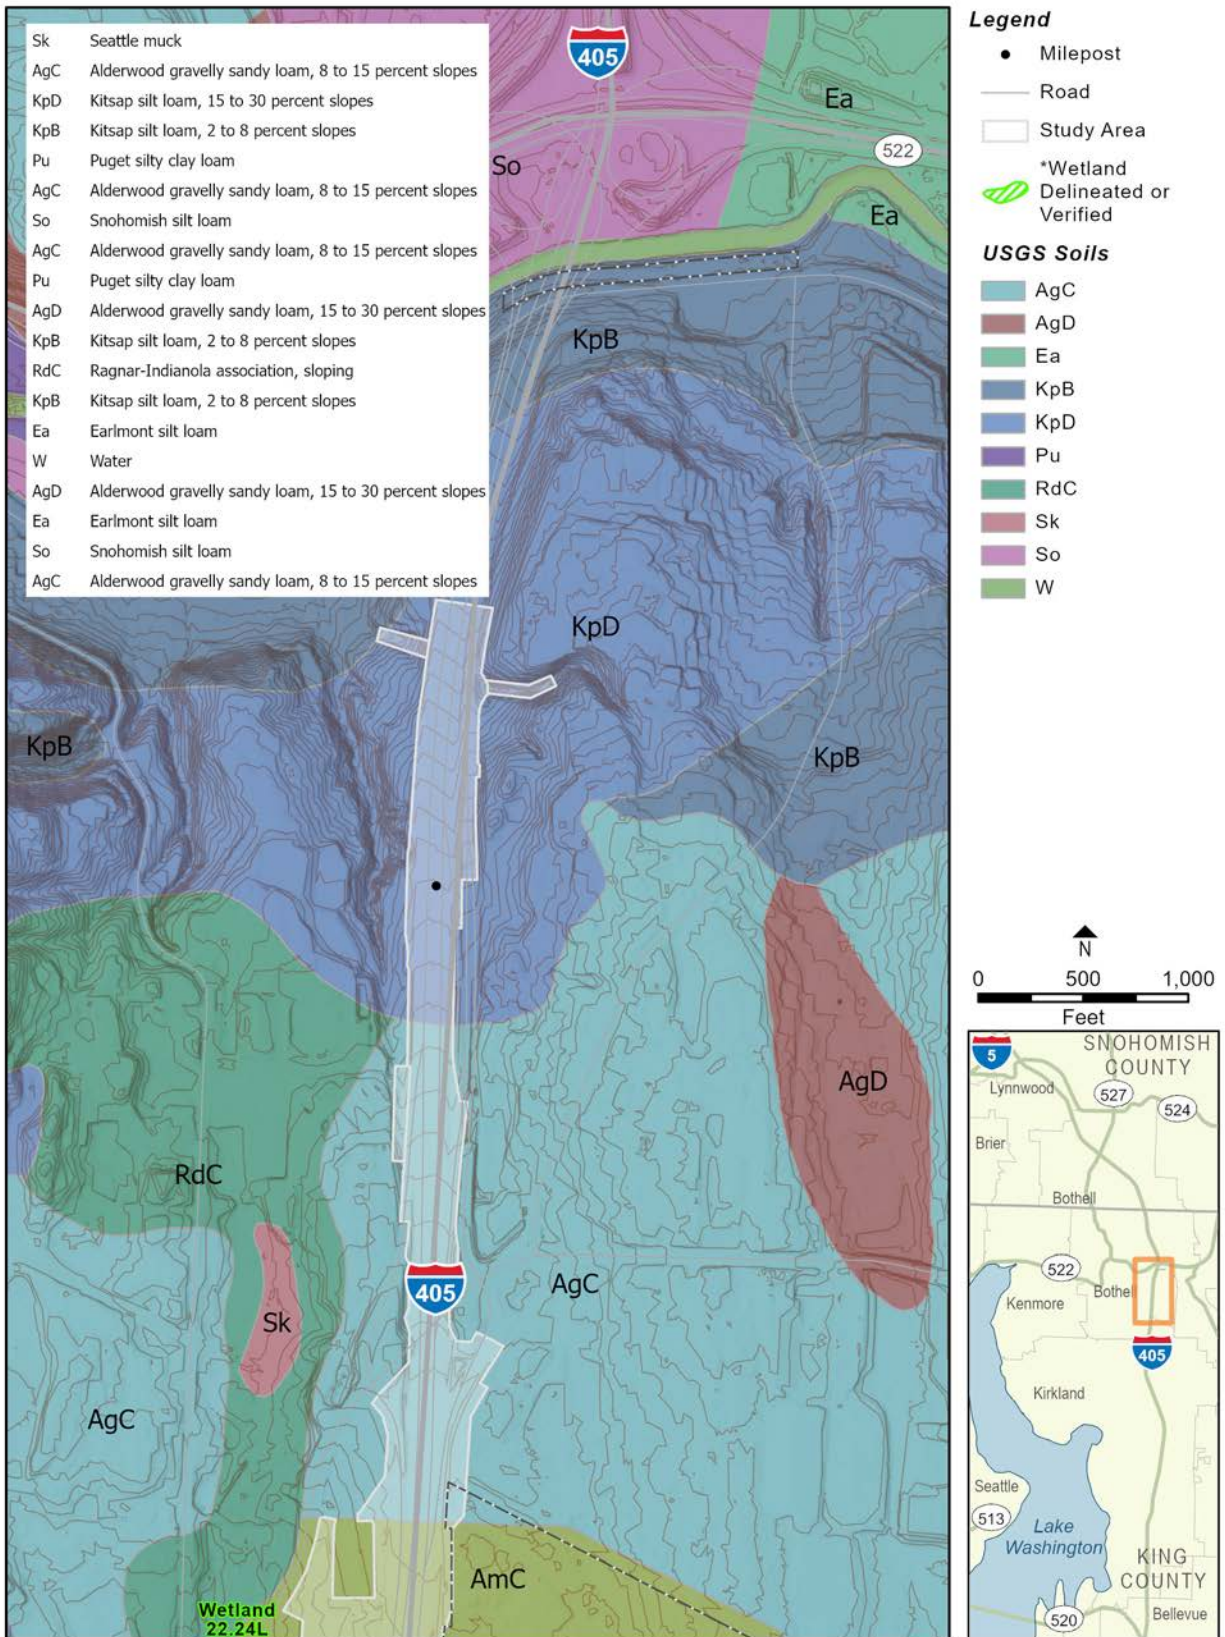 Sk Seattle muck
AgC Alderwood gravelly sandy loam, 8 to 15 percent slopes
KpD Kitsap silt loam, 15 to 30 percent slopes
KpB Kitsap silt loam, 2 to 8 percent slopes
Pu Puget silty clay loam
AgC Alderwood gravelly sandy loam, 8 to 15 percent slopes
So Snohomish silt loam
AgC Alderwood gravelly sandy loam, 8 to 15 percent slopes
Pu Puget silty clay loam
AgD Alderwood gravelly sandy loam, 15 to 30 percent slopes
KpB Kitsap silt loam, 2 to 8 percent slopes
RdC Ragnar-Indianola association, sloping
KpB Kitsap silt loam, 2 to 8 percent slopes
Ea Earlmont silt loam
W Water
AgD Alderwood gravelly sandy loam, 15 to 30 percent slopes
Ea Earlmont silt loam
So Snohomish silt loam
AgC Alderwood gravelly sandy loam, 8 to 15 percent slopes
405
Ea
522
So
Ea
KpB
KpD
KpB
KpB
AgD
RdC
405
AgC
Sk
AgC
AmC
Wetland
22.24L
Legend
Milepost
Road
Study Area
*Wetland
Delineated or
Verified
USGS Soils
AgC
AgD
Ea
KpB
KpD
Pu
RdC
Sk
So
W
N
0 500 1,000
Feet
5
SNOHOMISH
COUNTY
Lynnwood
527
524
Brier
Bothell
522
Bothell
Kenmore
405
Kirkland
Seattle
513
Lake
Washington
KING
COUNTY
520
Bellevue